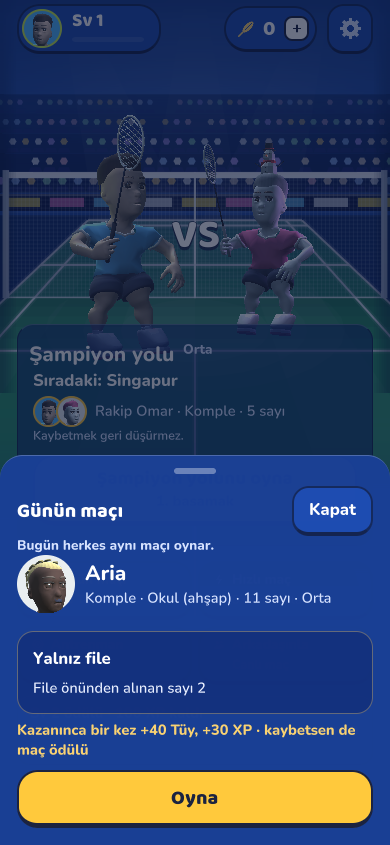 Sv 1
0 +
VS
Şampiyon yolu Orta
Sıradaki: Singapur
Rakip Omar · Komple · 5 sayı
Kaybetmek geri düşürmez.
Günün maçı
Kapat
Bugün herkes aynı maçı oynar.
Aria
Komple · Okul (ahşap) · 11 sayı · Orta
Yalnız file
File önünden alınan sayı 2
Kazanınca bir kez +40 Tüy, +30 XP · kaybetsen de
maç ödülü
Oyna